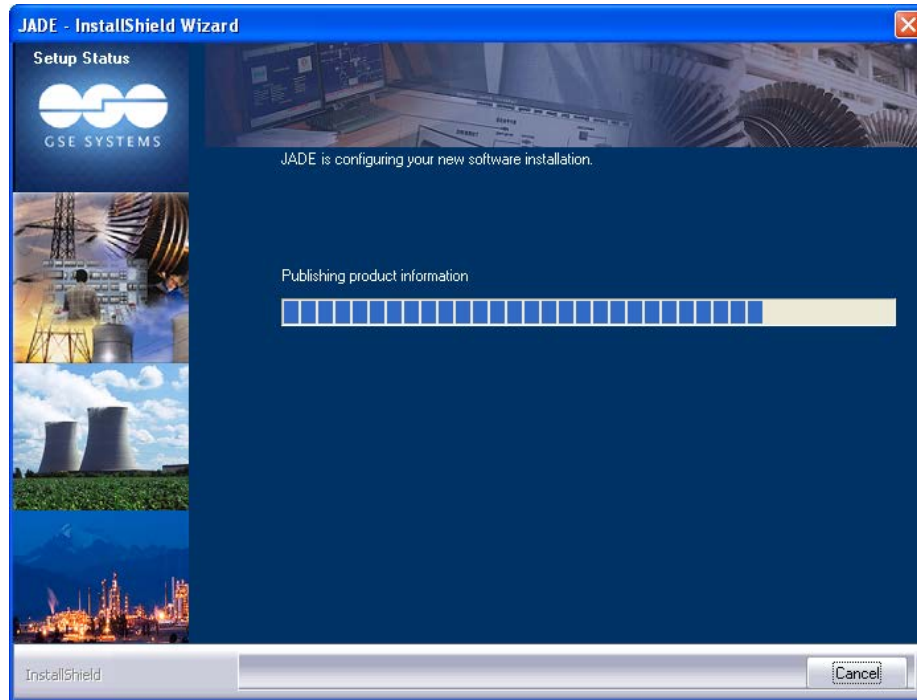 JADE - InstallShield Wizard
Setup Status
GSE SYSTEMS
JADE is configuring your new software installation.
Publishing product information
InstallShield
Cancel